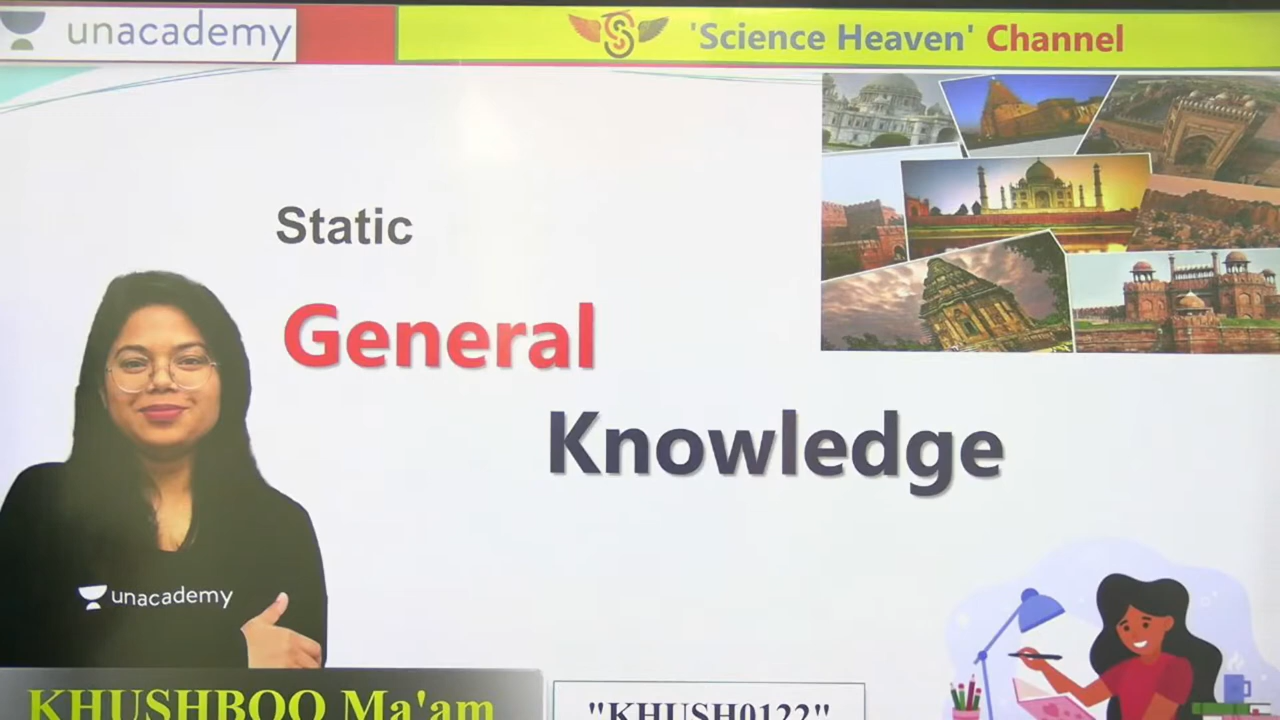 unacademy
'Science Heaven' Channel
Static
General
Knowledge
unacademy
KHUSHBOO Ma'am
"KHUSH0122"